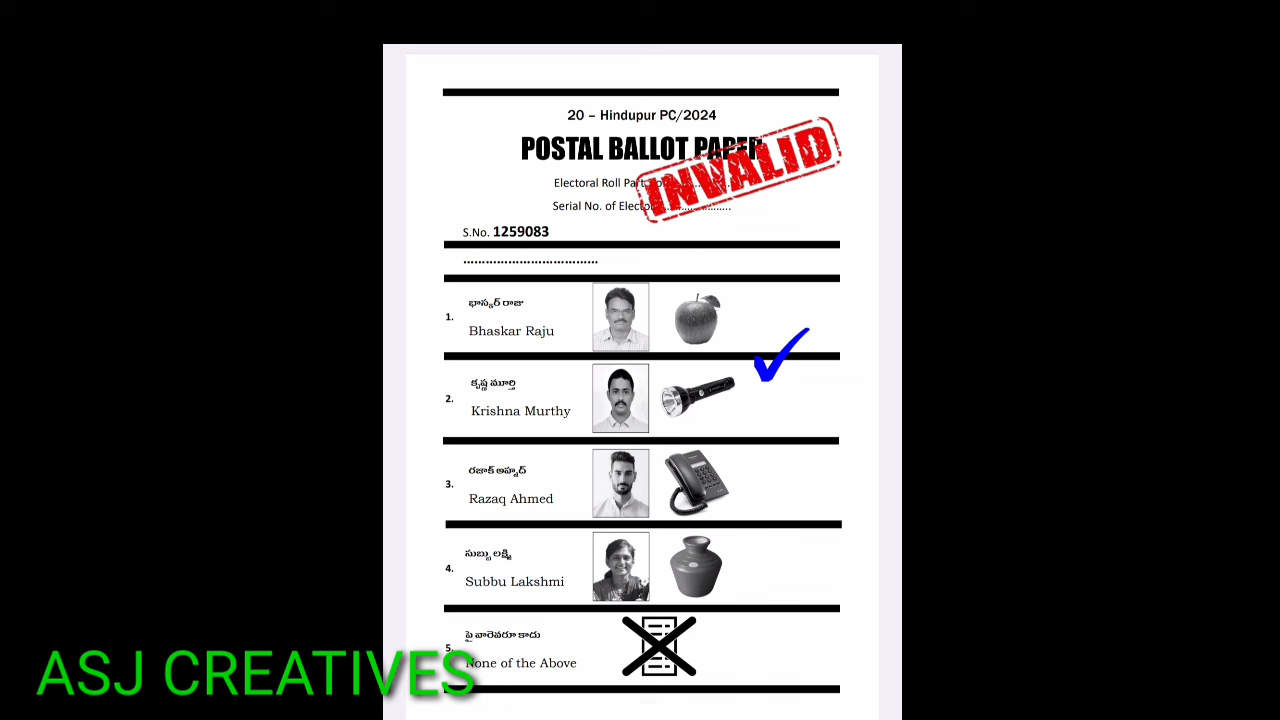 20 – Hindupur PC/2024
POSTAL BALLOT PAPER
INVALID
Electoral Roll Part No..............
Serial No. of Elector....................
S.No. 1259083
.................................
భాస్కర్ రాజు
1.
Bhaskar Raju
కృష్ణ మూర్తి
2.
Krishna Murthy
రజాక్ అహ్మద్
3.
Razaq Ahmed
సుబ్బు లక్ష్మి
4.
Subbu Lakshmi
పై వారెవరూ కాదు
5.
None of the Above
ASJ CREATIVES